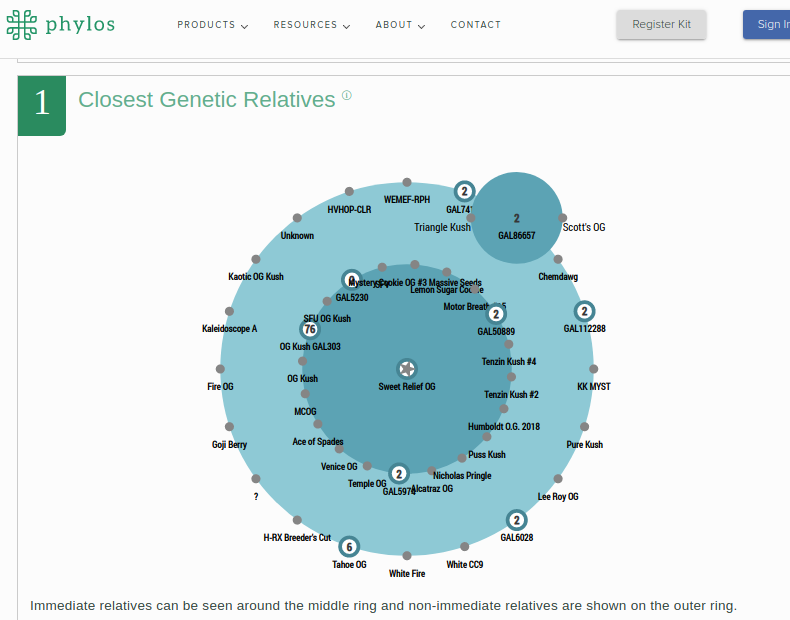 phylos
PRODUCTS
RESOURCES
ABOUT
CONTACT
Register Kit
Sign In
1
Closest Genetic Relatives
2
WEMEF-RPH
GAL74
HVHOP-CLR
Triangle Kush
2
GAL86657
Scott's OG
Unknown
Kaotic OG Kush
Chemdawg
Mystery Cookie OG #3 Massive Seeds
GAL5230
Lemon Sugar Cookie
Motor Breath
2
GAL50889
2
GAL112288
SFU OG Kush
76
OG Kush GAL303
Kaleidoscope A
Tenzin Kush #4
OG Kush
Sweet Relief OG
Fire OG
KK MYST
Tenzin Kush #2
MCOG
Humboldt O.G. 2018
Goji Berry
Ace of Spades
Pure Kush
Puss Kush
Venice OG
Nicholas Pringle
Temple OG
2
GAL5974
Alcatraz OG
?
Lee Roy OG
H-RX Breeder's Cut
2
GAL6028
6
Tahoe OG
White Fire
White CC9
Immediate relatives can be seen around the middle ring and non-immediate relatives are shown on the outer ring.